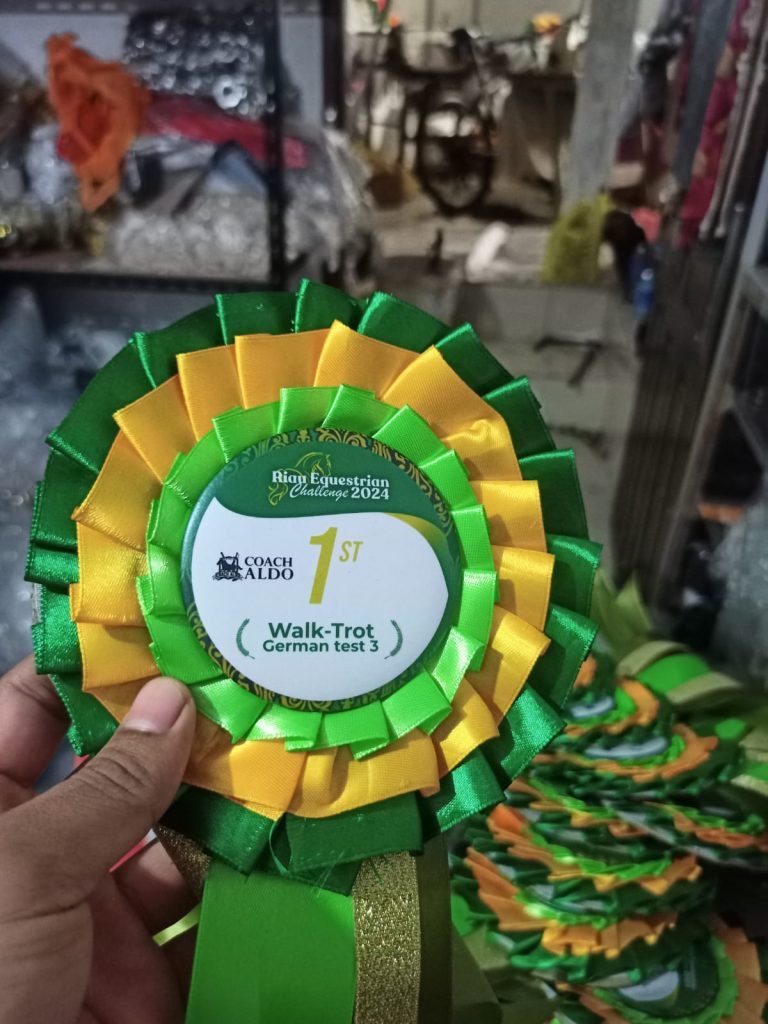 Riau Equestrian
Challenge 2024
1ST
COACH
ALDO
Walk-Trot
German test 3